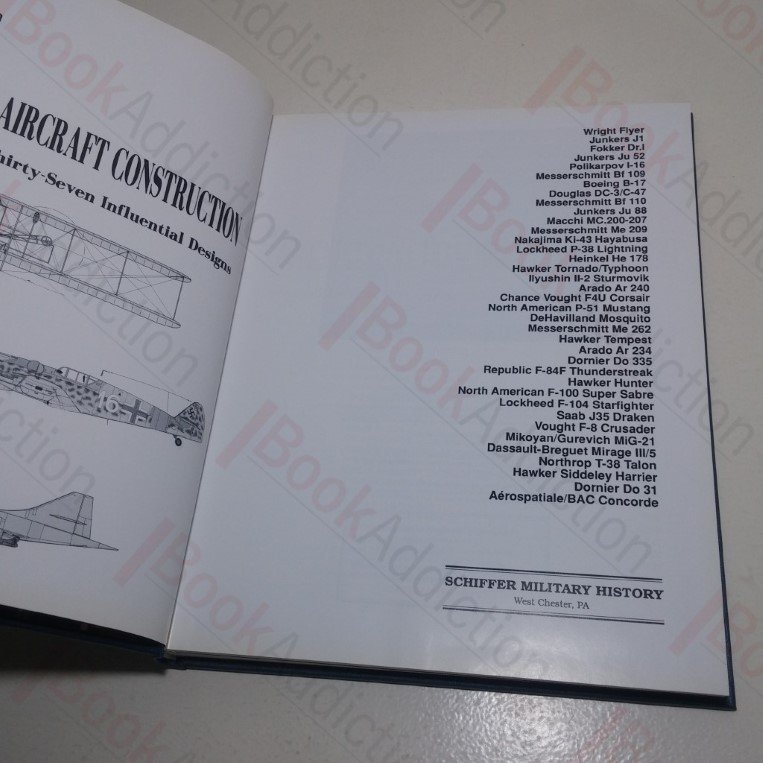 AIRCRAFT CONSTRUCTION
Thirty-Seven Influential Designs
16
Wright Flyer
Junkers J1
Fokker Dr.I
Junkers Ju 52
Polikarpov I-16
Messerschmitt Bf 109
Boeing B-17
Douglas DC-3/C-47
Messerschmitt Bf 110
Junkers Ju 88
Macchi MC.200-207
Messerschmitt Me 209
Nakajima Ki-43 Hayabusa
Lockheed P-38 Lightning
Heinkel He 178
Hawker Tornado/Typhoon
Ilyushin Il-2 Sturmovik
Arado Ar 240
Chance Vought F4U Corsair
North American P-51 Mustang
DeHavilland Mosquito
Messerschmitt Me 262
Hawker Tempest
Arado Ar 234
Dornier Do 335
Republic F-84F Thunderstreak
Hawker Hunter
North American F-100 Super Sabre
Lockheed F-104 Starfighter
Saab J35 Draken
Vought F-8 Crusader
Mikoyan/Gurevich MiG-21
Dassault-Breguet Mirage III/5
Northrop T-38 Talon
Hawker Siddeley Harrier
Dornier Do 31
Aérospatiale/BAC Concorde
SCHIFFER MILITARY HISTORY
West Chester, PA
BookAddiction